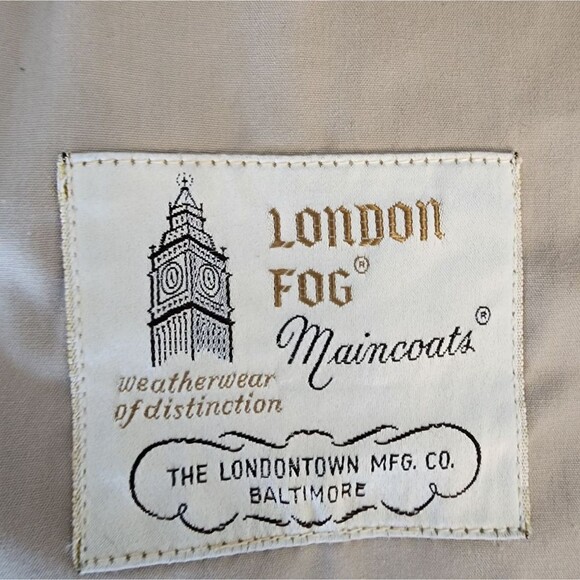 LONDON
FOG®
Maincoats®
weatherwear
of distinction
THE LONDONTOWN MFG. CO.
BALTIMORE